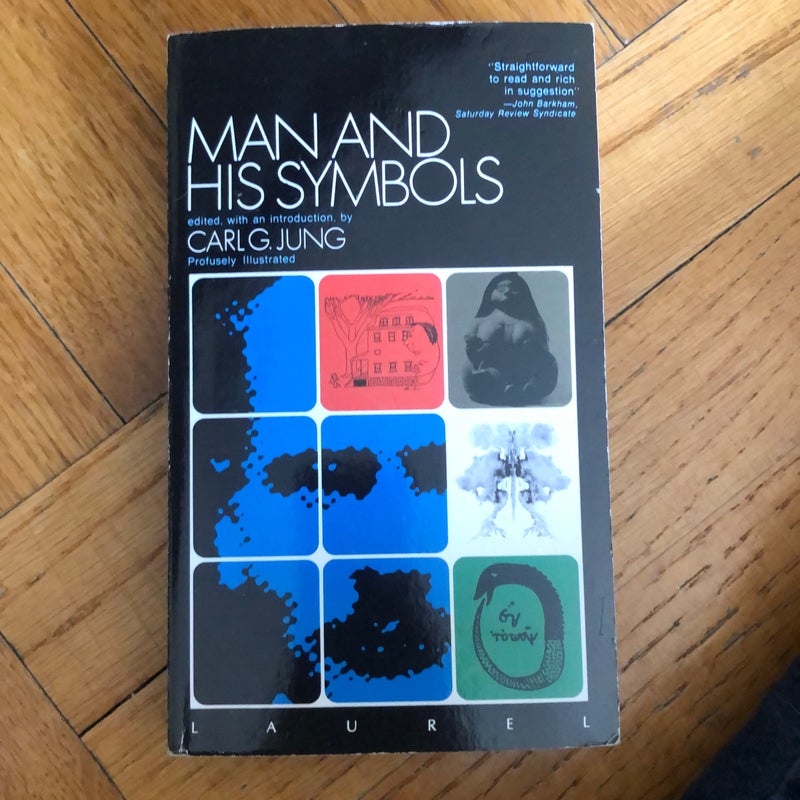 "Straightforward
to read and rich
in suggestion"
—John Barkham,
Saturday Review Syndicate
MAN AND
HIS SYMBOLS
edited, with an introduction, by
CARL G. JUNG
Profusely Illustrated
LAUREL